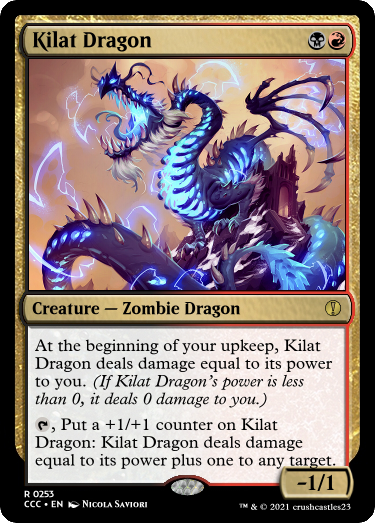 Kilat Dragon
Creature — Zombie Dragon
At the beginning of your upkeep, Kilat
Dragon deals damage equal to its power
to you. (If Kilat Dragon's power is less
than 0, it deals 0 damage to you.)
, Put a +1/+1 counter on Kilat
Dragon: Kilat Dragon deals damage
equal to its power plus one to any target.
-1/1
R 0253
CCC • EN Nicola Saviori
™ & © 2021 crushcastles23